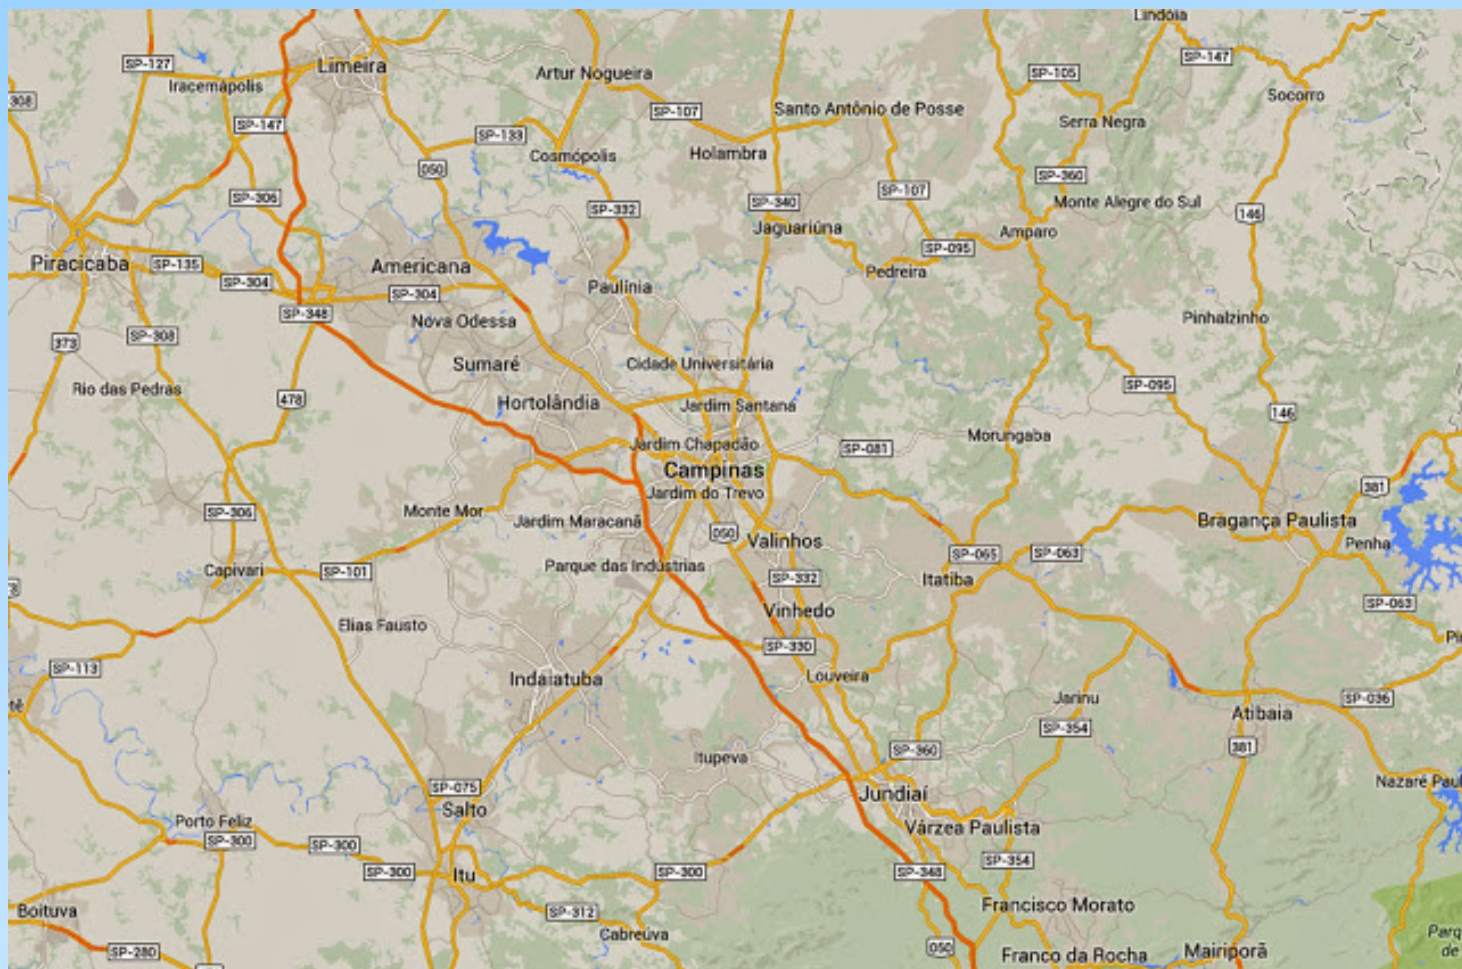 Lindóia
SP-147
SP-127
Limeira
Artur Nogueira
SP-105
Iracemápolis
308
SP-107
Santo Antônio de Posse
Socorro
SP-147
SP-133
Serra Negra
Cosmópolis
Holambra
050
SP-306
SP-332
SP-340
SP-107
SP-360
Monte Alegre do Sul
146
Jaguariúna
Amparo
SP-095
Piracicaba
SP-135
Americana
Pedreira
SP-304
Paulínia
SP-304
SP-348
Nova Odessa
Pinhalzinho
SP-308
373
Sumaré
Cidade Universitária
Rio das Pedras
SP-095
478
Hortolândia
Jardim Santana
146
Jardim Chapadão
SP-081
Morungaba
Campinas
381
Jardim do Trevo
SP-306
Monte Mor
Jardim Maracanã
Bragança Paulista
050
Valinhos
Penha
SP-065
SP-063
Capivari
SP-101
Parque das Indústrias
SP-332
Itatiba
SP-063
Vinhedo
Elias Fausto
SP-330
SP-113
Indaiatuba
Louveira
Jarinu
SP-036
tê
Atibaia
SP-354
381
SP-360
Itupeva
Nazaré Paul
SP-075
Jundiaí
Salto
Porto Feliz
Várzea Paulista
SP-300
SP-300
SP-354
SP-300
SP-300
SP-348
Itu
Francisco Morato
Boituva
SP-312
Cabreúva
Parq
050
SP-280
Franco da Rocha
Mairiporã
de